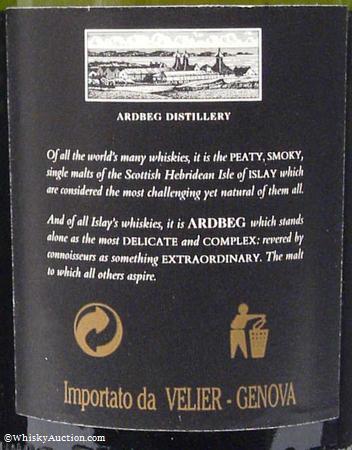 ARDBEG DISTILLERY
Of all the world's many whiskies, it is the PEATY, SMOKY,
single malts of the Scottish Hebridean Isle of ISLAY which
are considered the most challenging yet natural of them all.
And of all Islay's whiskies, it is ARDBEG which stands
alone as the most DELICATE and COMPLEX: revered by
connoisseurs as something EXTRAORDINARY. The malt
to which all others aspire.
Importato da VELIER - GENOVA
©WhiskyAuction.com